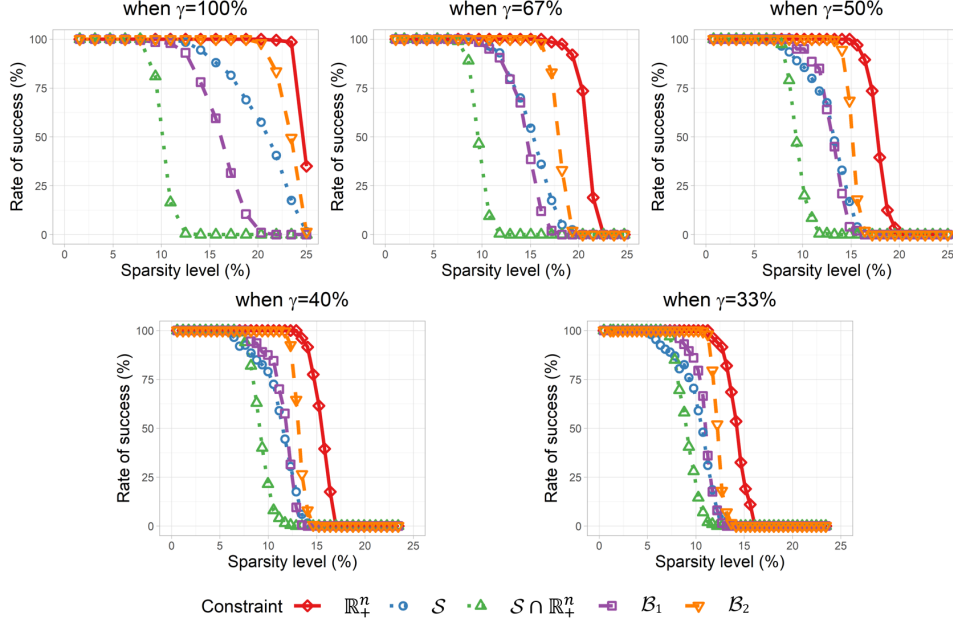 when γ=100% when γ=67% when γ=50%
100 100 100
75 75 75
50 50 50
25 25 25
0 0 0
Rate of success (%) Rate of success (%) Rate of success (%)
0 5 10 15 20 25 0 5 10 15 20 25 0 5 10 15 20 25
Sparsity level (%) Sparsity level (%) Sparsity level (%)
when γ=40% when γ=33%
100 100
75 75
50 50
25 25
0 0
Rate of success (%) Rate of success (%)
0 5 10 15 20 25 0 5 10 15 20 25
Sparsity level (%) Sparsity level (%)
Constraint ℝ₊ⁿ 𝒮 𝒮 ∩ ℝ₊ⁿ ℬ₁ ℬ₂